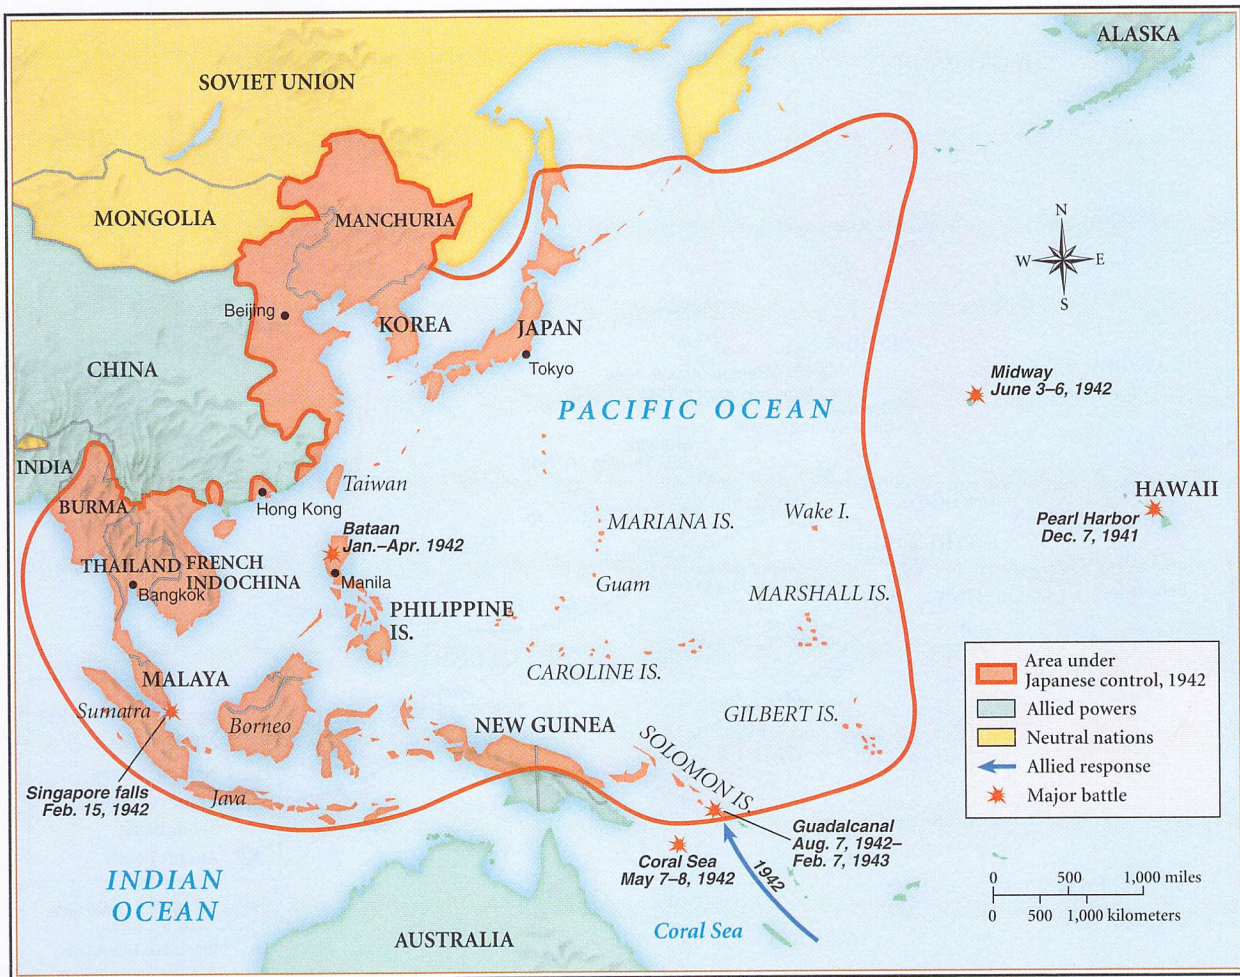 ALASKA
SOVIET UNION
MONGOLIA
MANCHURIA
N
W
E
S
Beijing
KOREA
JAPAN
Tokyo
CHINA
Midway
June 3–6, 1942
PACIFIC OCEAN
INDIA
BURMA
Taiwan
Hong Kong
HAWAII
Pearl Harbor
Dec. 7, 1941
Bataan
Jan.–Apr. 1942
MARIANA IS.
Wake I.
THAILAND
FRENCH
INDOCHINA
Bangkok
Manila
Guam
MARSHALL IS.
PHILIPPINE
IS.
CAROLINE IS.
MALAYA
Sumatra
Borneo
NEW GUINEA
GILBERT IS.
SOLOMON IS.
Singapore falls
Feb. 15, 1942
Java
Guadalcanal
Aug. 7, 1942–
Feb. 7, 1943
Coral Sea
May 7–8, 1942
1942
INDIAN
OCEAN
AUSTRALIA
Coral Sea
Area under
Japanese control, 1942
Allied powers
Neutral nations
Allied response
Major battle
0 500 1,000 miles
0 500 1,000 kilometers